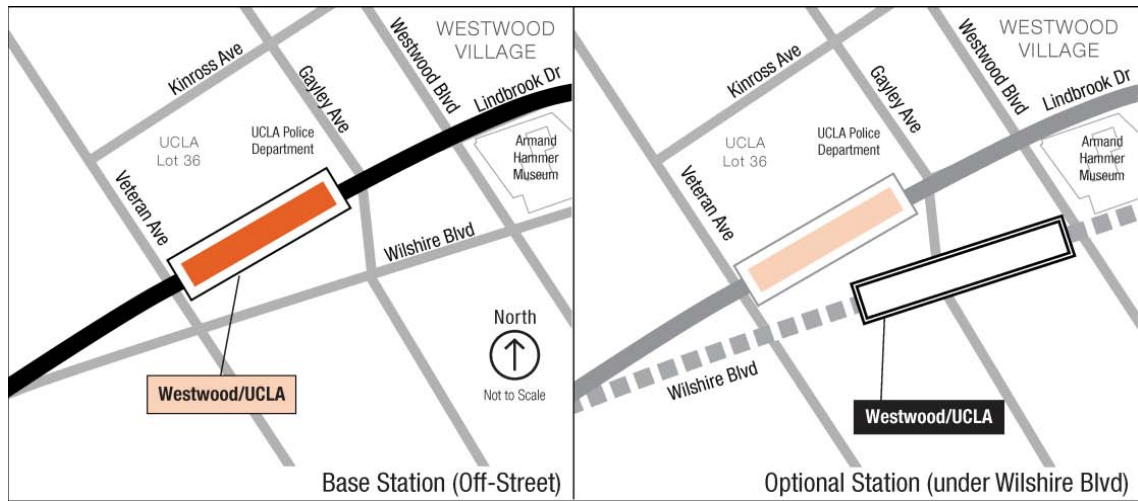 WESTWOOD
VILLAGE
Kinross Ave
Gayley Ave
Westwood Blvd
Lindbrook Dr
UCLA
Lot 36
UCLA Police
Department
Armand
Hammer
Museum
Veteran Ave
Wilshire Blvd
North
Not to Scale
Westwood/UCLA
Base Station (Off-Street)
WESTWOOD
VILLAGE
Kinross Ave
Gayley Ave
Westwood Blvd
Lindbrook Dr
UCLA
Lot 36
UCLA Police
Department
Armand
Hammer
Museum
Veteran Ave
Wilshire Blvd
Westwood/UCLA
Optional Station (under Wilshire Blvd)